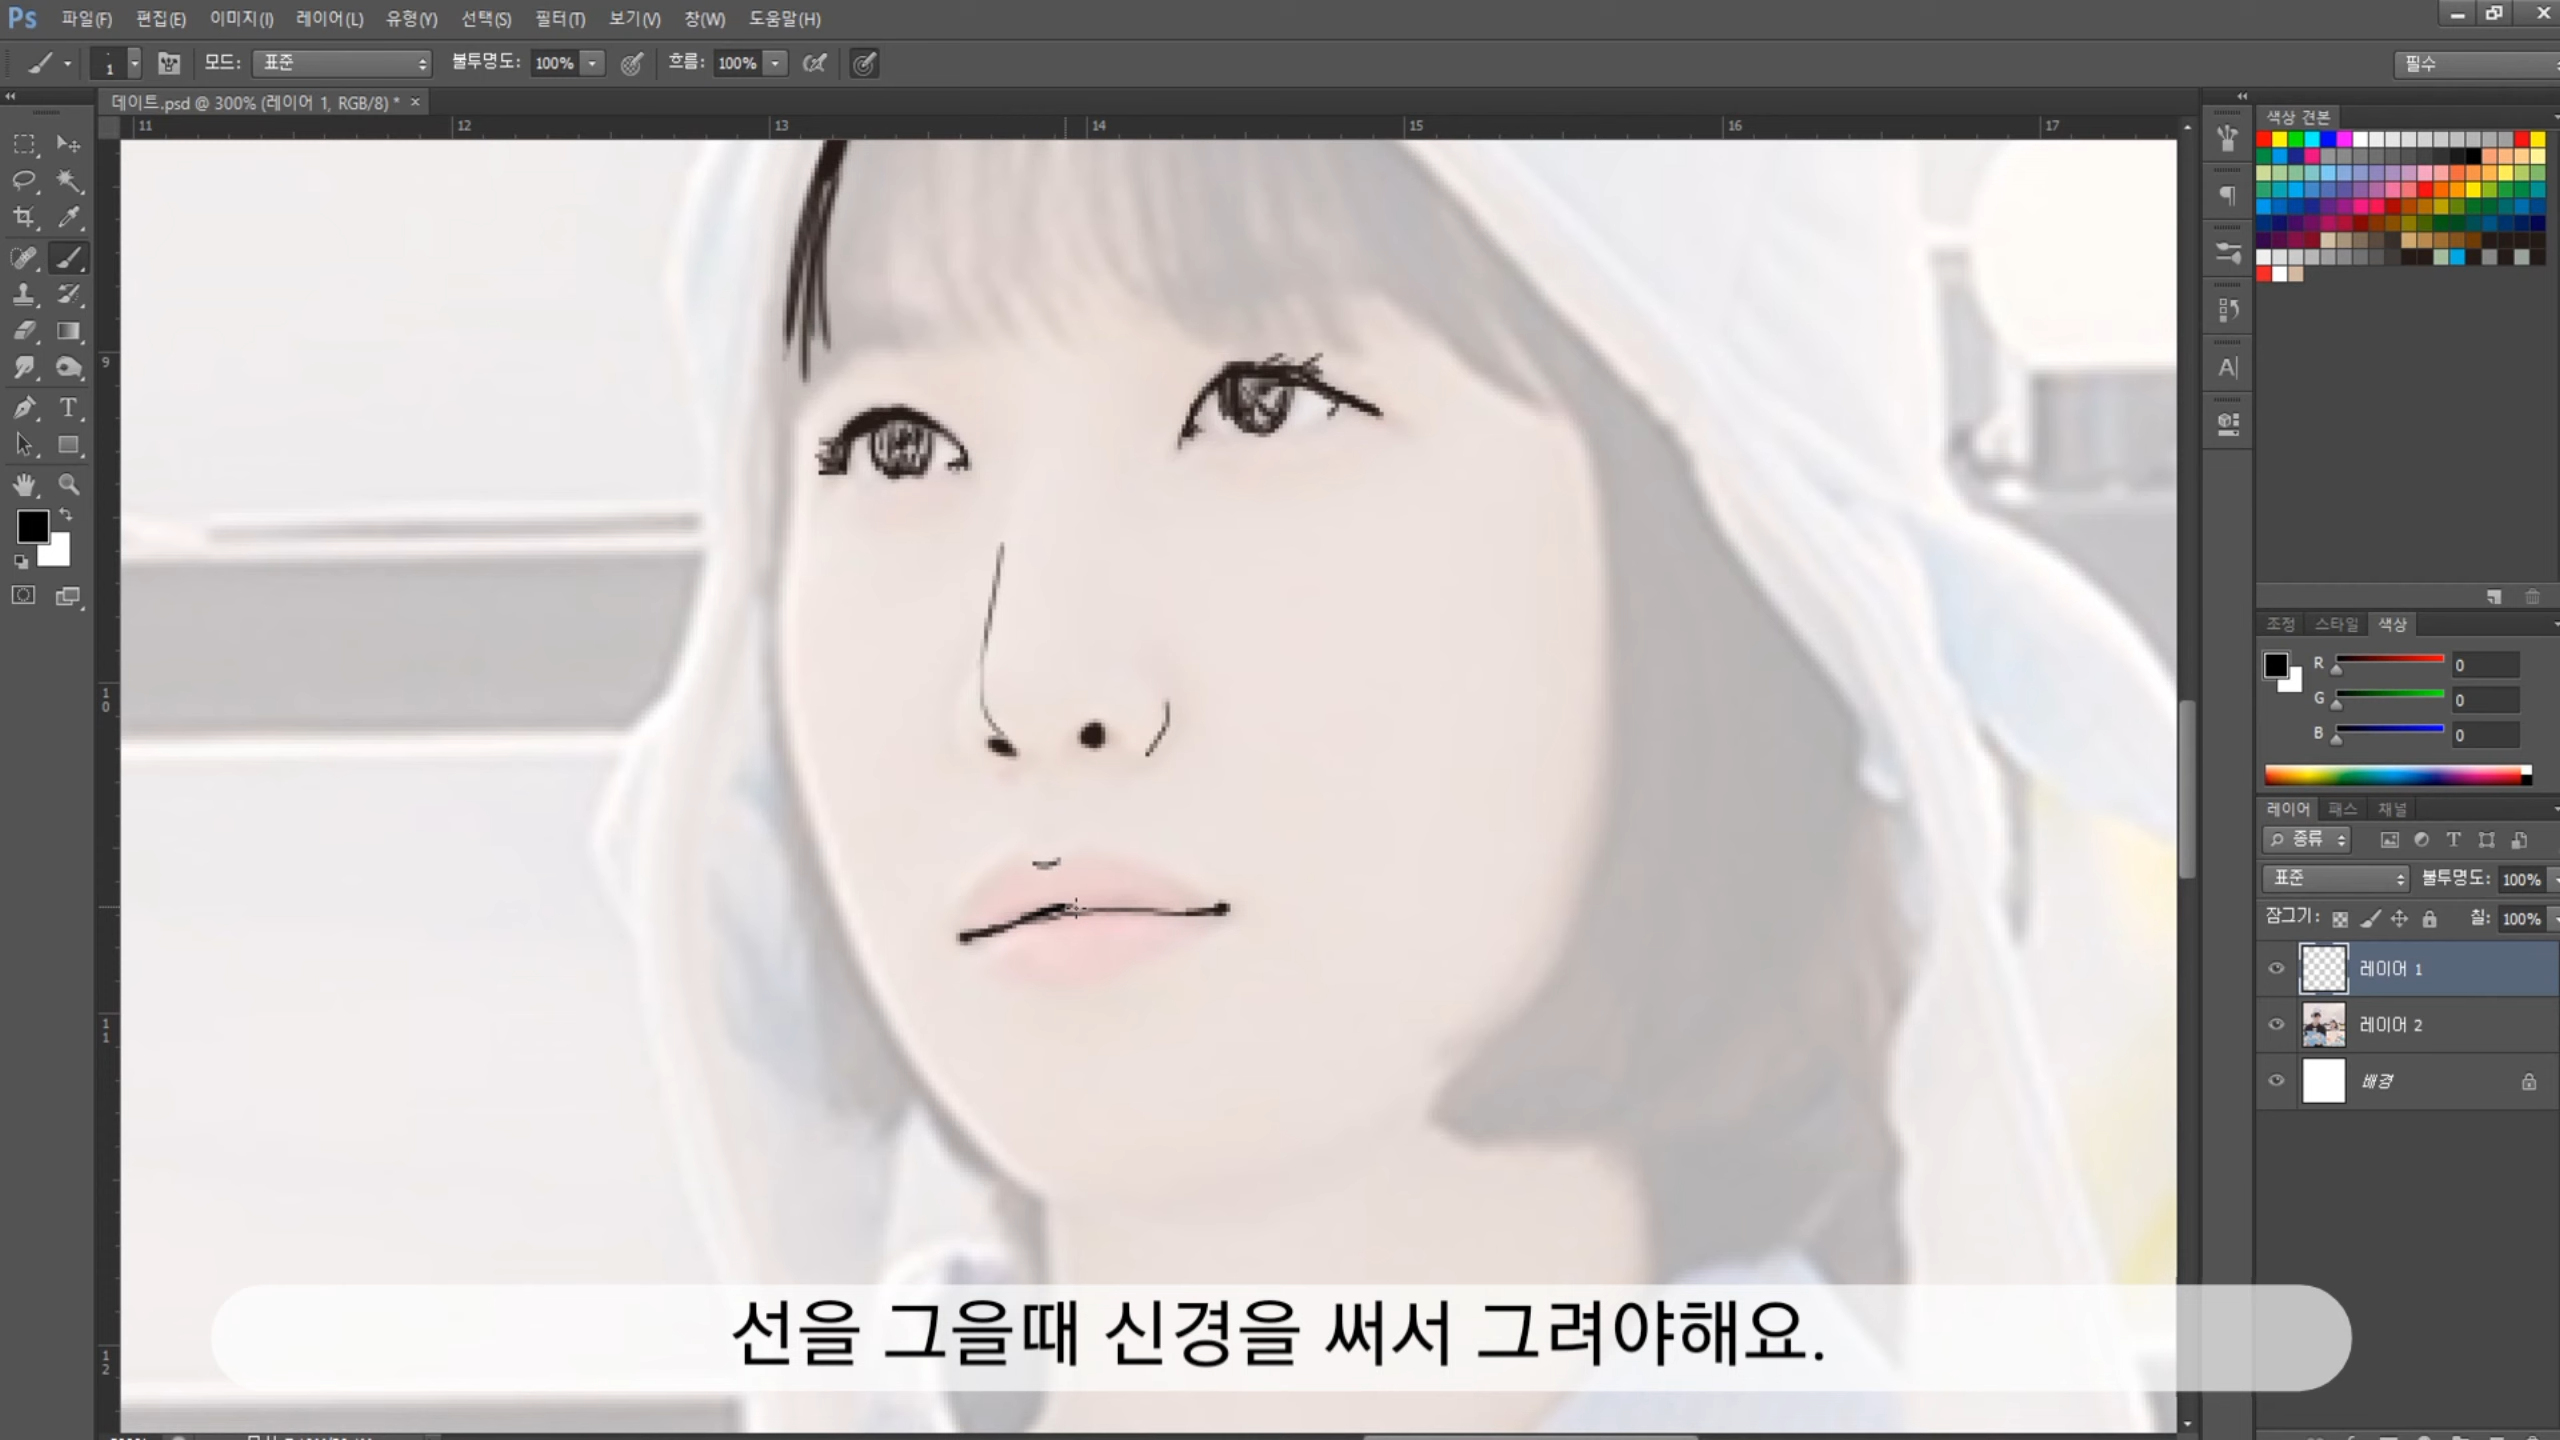 Ps 파일(F) 편집(E) 이미지(I) 레이어(L) 유형(Y) 선택(S) 필터(T) 보기(V) 창(W) 도움말(H)
1 모드: 표준 불투명도: 100% 흐름: 100% 필수
데이트.psd @ 300% (레이어 1, RGB/8) * ×
11 12 13 14 15 16 17
9
10
11
12
색상 견본
조정 스타일 색상
R 0
G 0
B 0
레이어 패스 채널
종류
표준 불투명도: 100%
잠그기: 칠: 100%
레이어 1
레이어 2
배경
선을 그을때 신경을 써서 그려야해요.